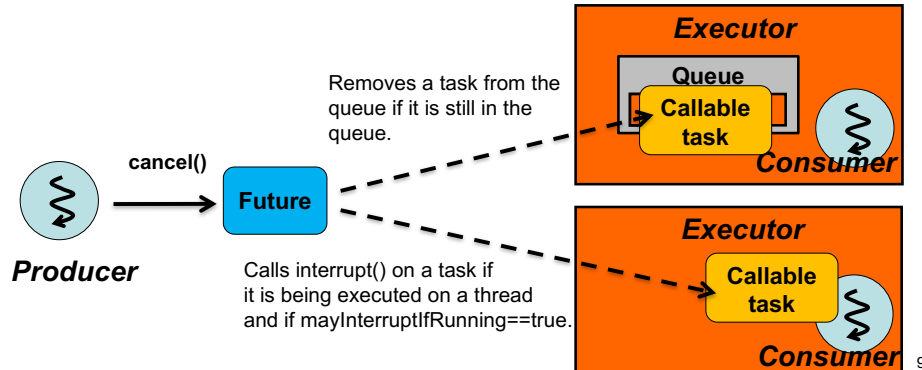 Executor
Queue
Callable
task
Consumer
Removes a task from the
queue if it is still in the
queue.
cancel()
Future
Producer
Calls interrupt() on a task if
it is being executed on a thread
and if mayInterruptIfRunning==true.
Executor
Callable
task
Consumer
9